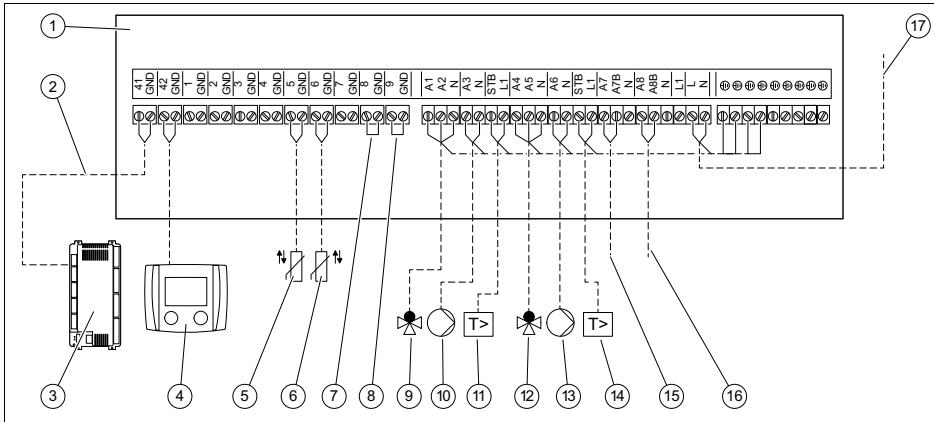 1
17
41 GND 42 GND 1 GND 2 GND 3 GND 4 GND 5 GND 6 GND 7 GND 8 GND 9 GND A1 A2 N A3 N STB L1 A4 A5 N A6 N STB L1 A7 A7B N A8 A8B N L1 L N
2
T> T>
3 4 5 6 7 8 9 10 11 12 13 14 15 16